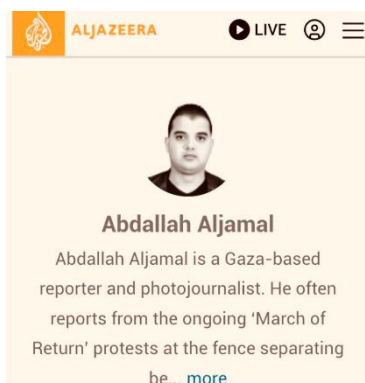 ALJAZEERA LIVE
Abdallah Aljamal
Abdallah Aljamal is a Gaza-based
reporter and photojournalist. He often
reports from the ongoing ‘March of
Return’ protests at the fence separating
be... more